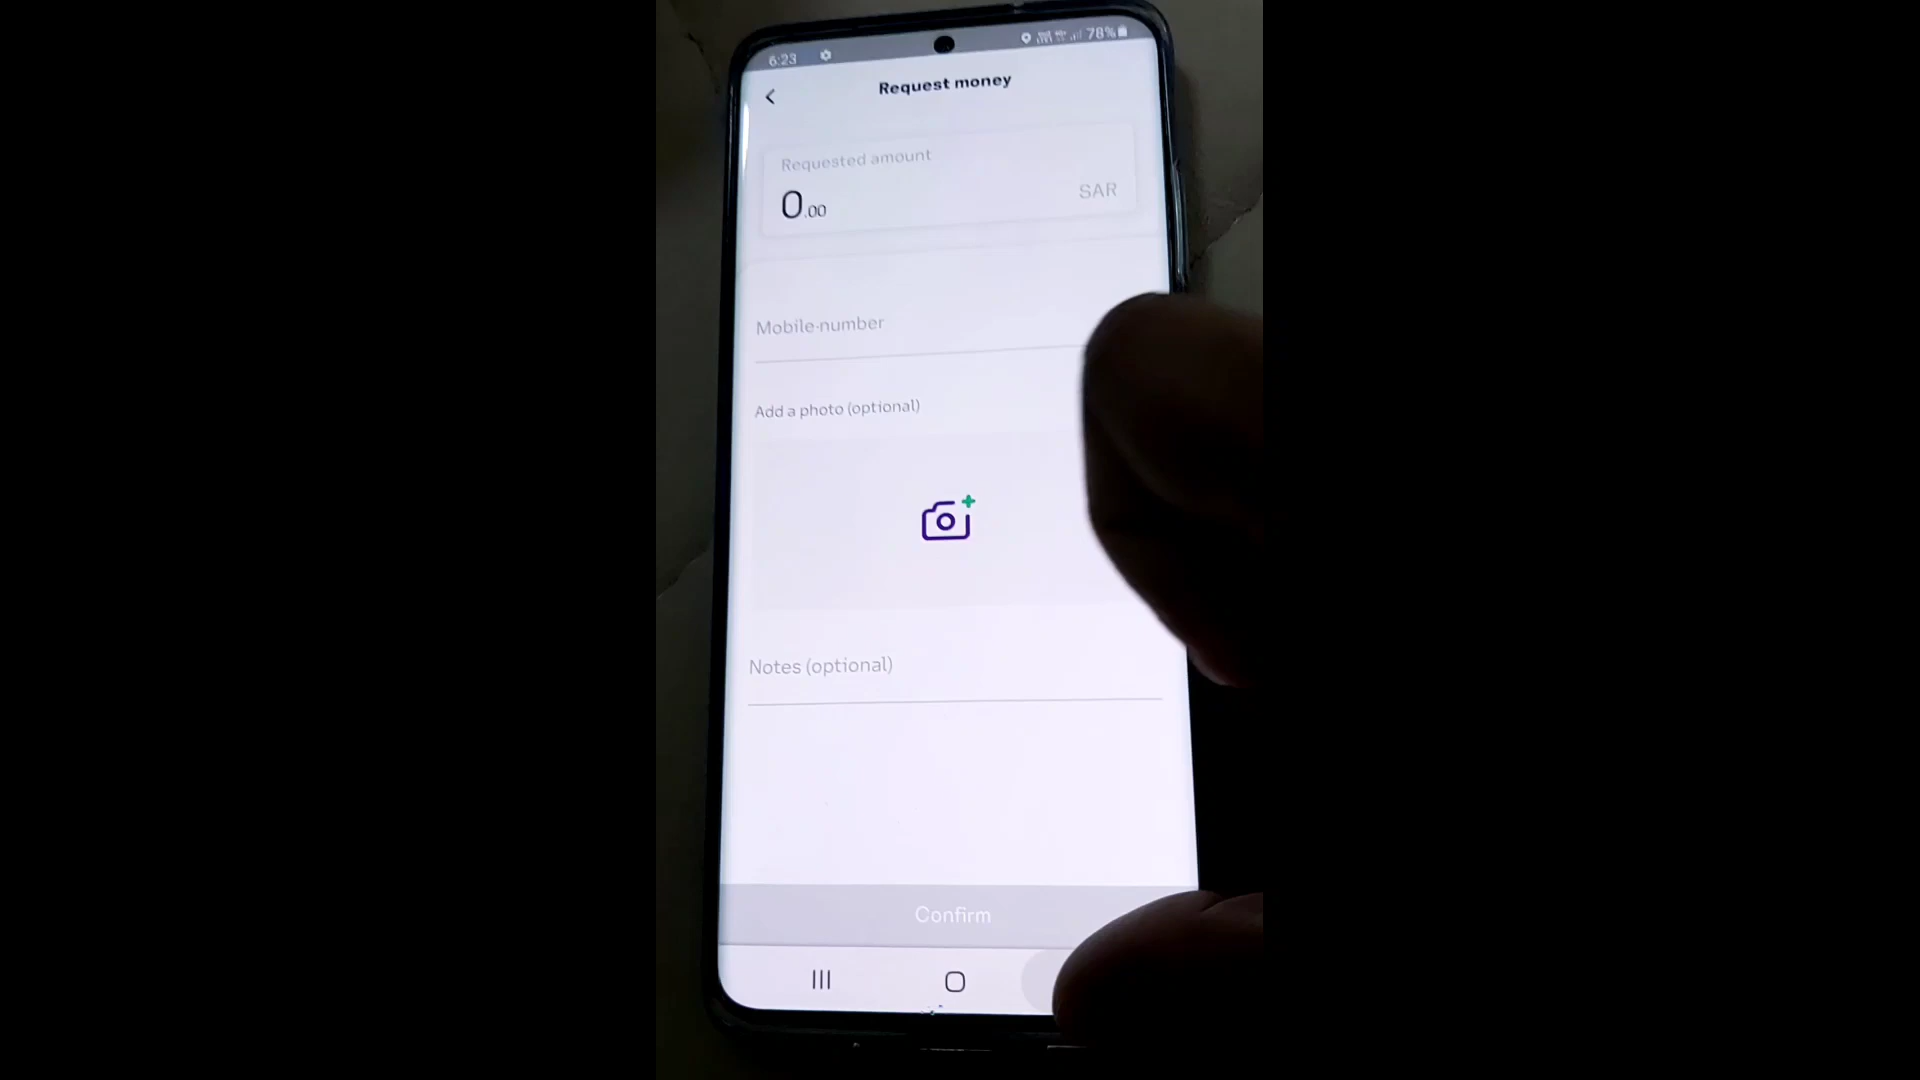 6:23
78%
Request money
Requested amount
0.00
SAR
Mobile number
Add a photo (optional)
Notes (optional)
Confirm